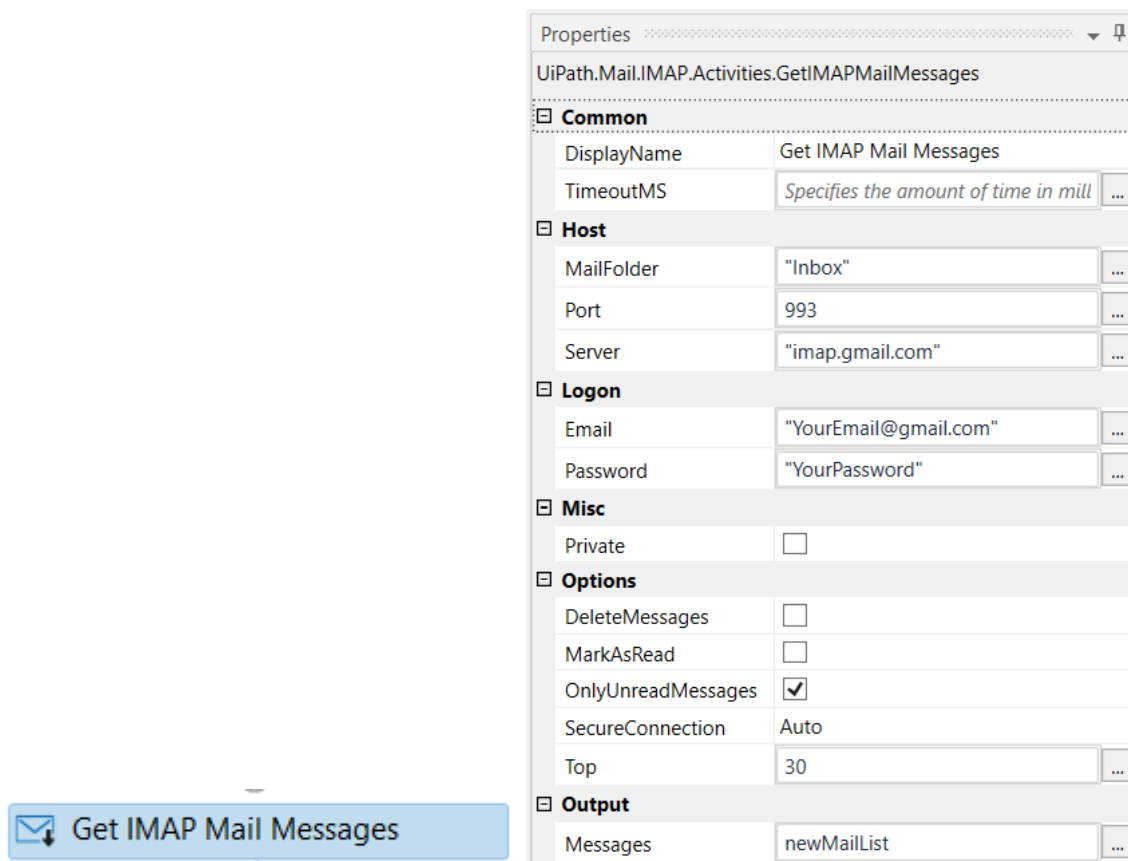 Properties
UiPath.Mail.IMAP.Activities.GetIMAPMailMessages
Common
DisplayName Get IMAP Mail Messages
TimeoutMS Specifies the amount of time in mill ...
Host
MailFolder "Inbox" ...
Port 993 ...
Server "imap.gmail.com" ...
Logon
Email "YourEmail@gmail.com" ...
Password "YourPassword" ...
Misc
Private
Options
DeleteMessages
MarkAsRead
OnlyUnreadMessages
SecureConnection Auto
Top 30 ...
Output
Messages newMailList ...
Get IMAP Mail Messages